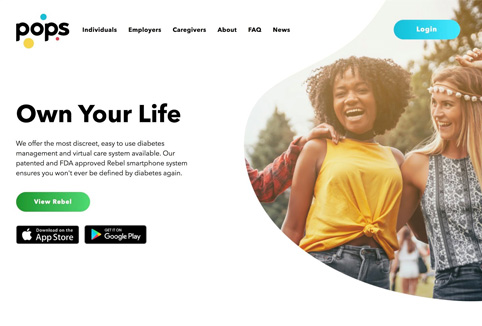 pops
Individuals Employers Caregivers About FAQ News
Login
Own Your Life
We offer the most discreet, easy to use diabetes
management and virtual care system available. Our
patented and FDA approved Rebel smartphone system
ensures you won't ever be defined by diabetes again.
View Rebel
Download on the
App Store
GET IT ON
Google Play